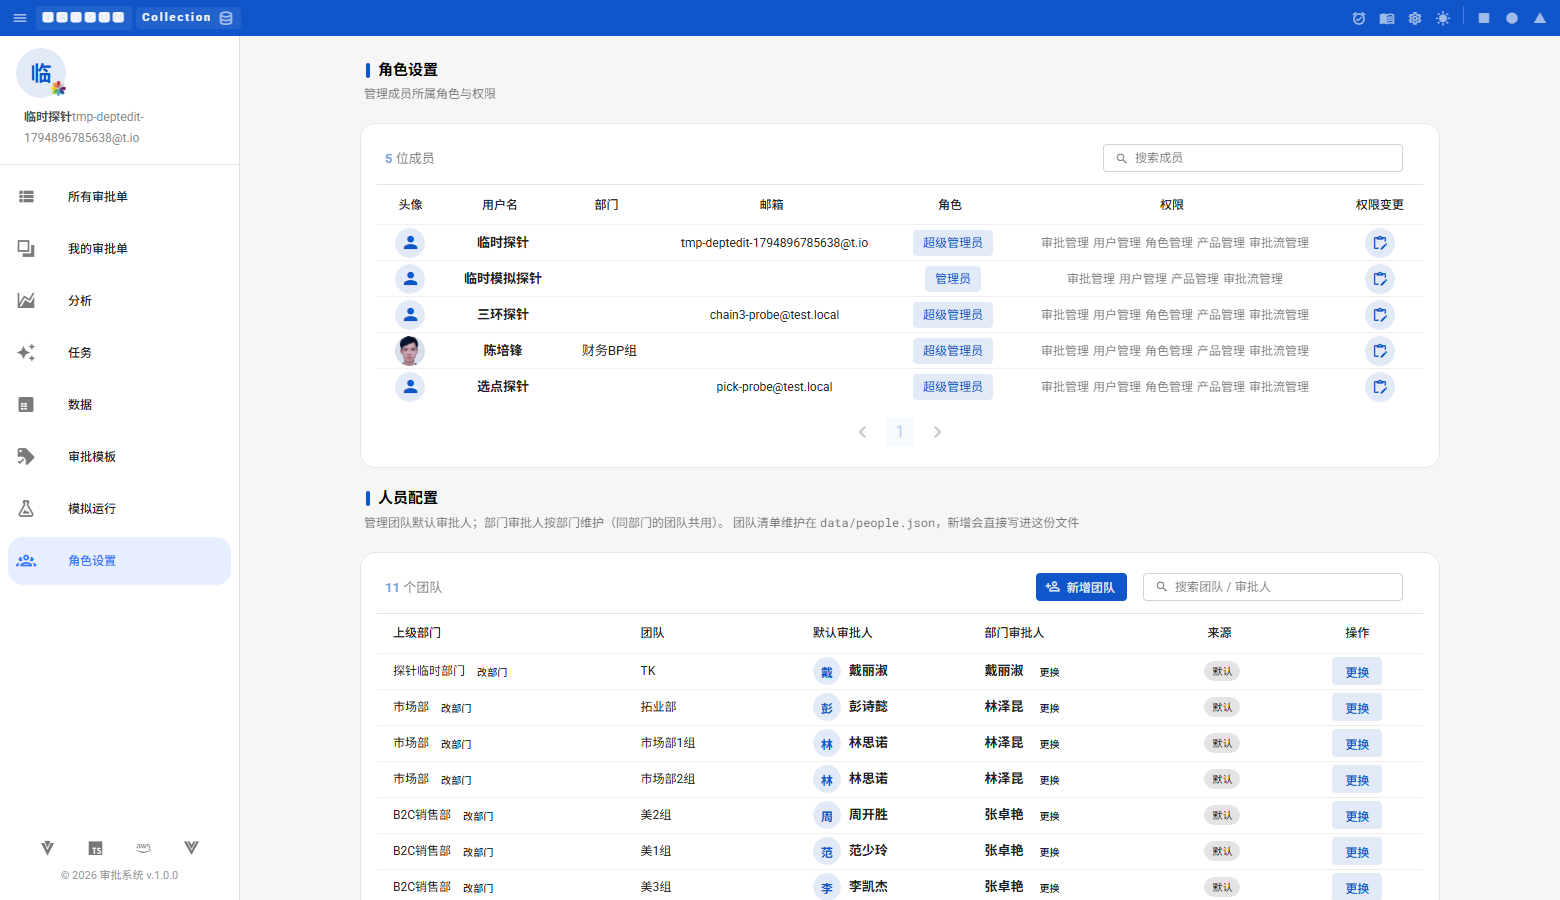 Collection
临
临时探针tmp-deptedit-
1794896785638@t.io
所有审批单
我的审批单
分析
任务
数据
审批模板
模拟运行
角色设置
TS
aws
© 2026 审批系统 v.1.0.0
角色设置
管理成员所属角色与权限
5 位成员
搜索成员
头像 用户名 部门 邮箱 角色 权限 权限变更
临时探针 tmp-deptedit-1794896785638@t.io 超级管理员 审批管理 用户管理 角色管理 产品管理 审批流管理
临时模拟探针 管理员 审批管理 用户管理 产品管理 审批流管理
三环探针 chain3-probe@test.local 超级管理员 审批管理 用户管理 角色管理 产品管理 审批流管理
陈培锋 财务BP组 超级管理员 审批管理 用户管理 角色管理 产品管理 审批流管理
选点探针 pick-probe@test.local 超级管理员 审批管理 用户管理 角色管理 产品管理 审批流管理
1
人员配置
管理团队默认审批人；部门审批人按部门维护（同部门的团队共用）。 团队清单维护在 data/people.json，新增会直接写进这份文件
11 个团队
新增团队
搜索团队 / 审批人
上级部门 团队 默认审批人 部门审批人 来源 操作
探针临时部门 改部门 TK 戴 戴丽淑 戴丽淑 更换 默认 更换
市场部 改部门 拓业部 彭 彭诗懿 林泽昆 更换 默认 更换
市场部 改部门 市场部1组 林 林思诺 林泽昆 更换 默认 更换
市场部 改部门 市场部2组 林 林思诺 林泽昆 更换 默认 更换
B2C销售部 改部门 美2组 周 周开胜 张卓艳 更换 默认 更换
B2C销售部 改部门 美1组 范 范少玲 张卓艳 更换 默认 更换
B2C销售部 改部门 美3组 李 李凯杰 张卓艳 更换 默认 更换